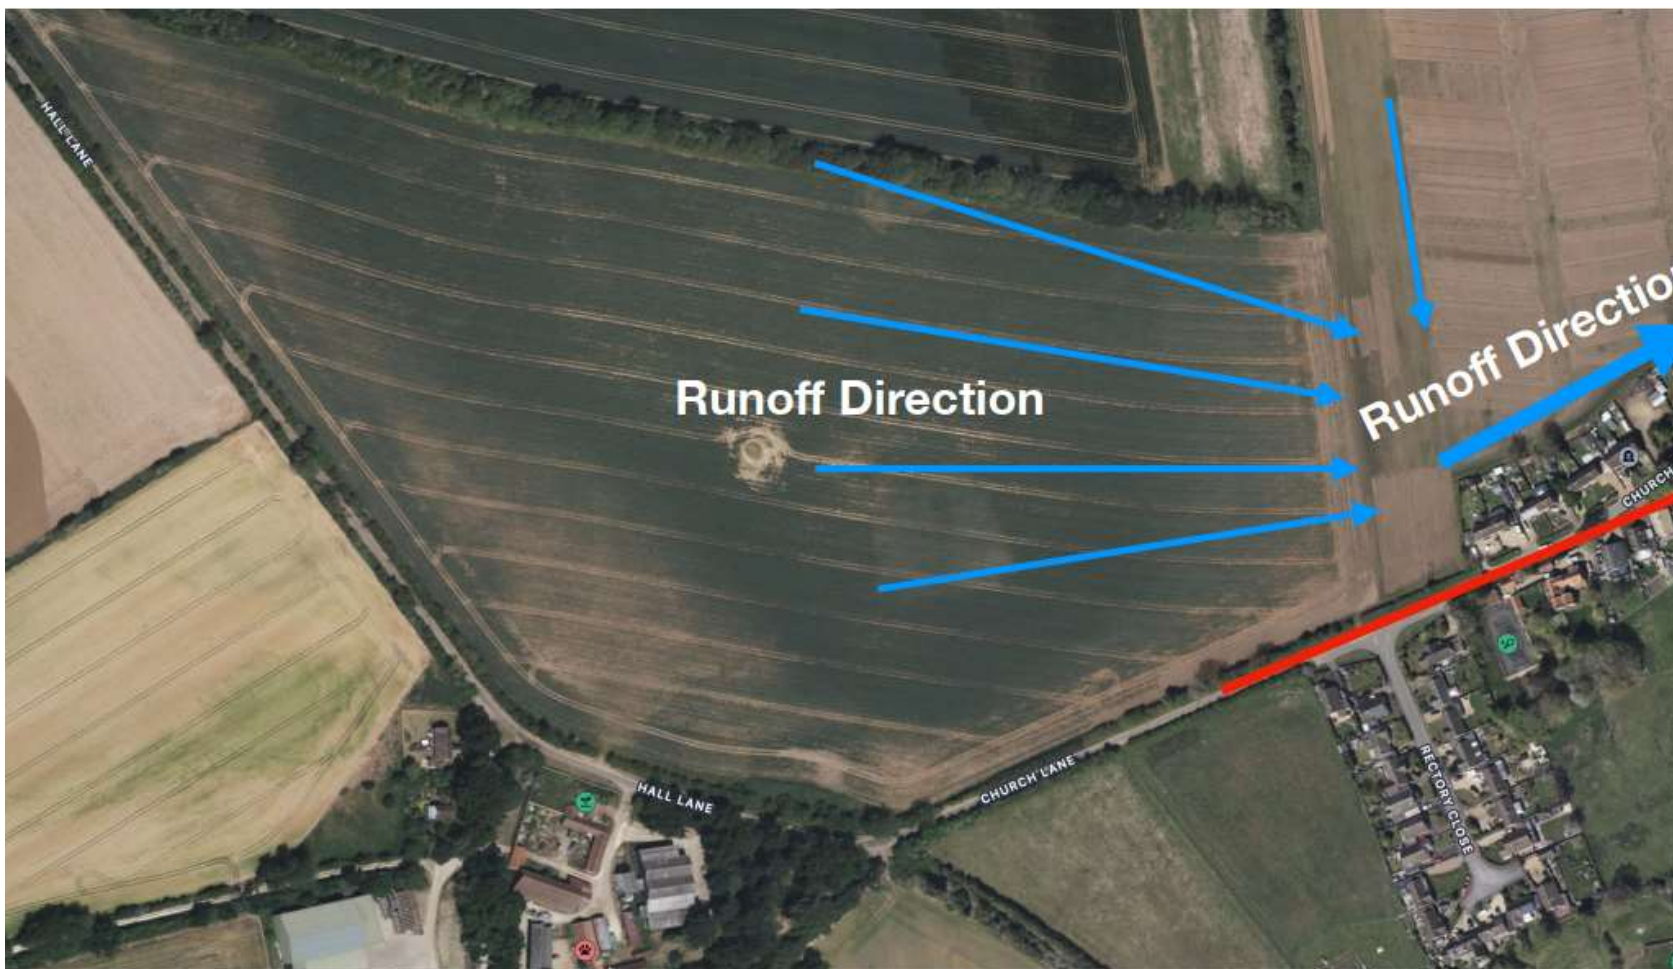 HALL LANE
Runoff Directio
Runoff Direction
CHURCH
HALL LANE
CHURCH LANE
RECTORY CLOSE